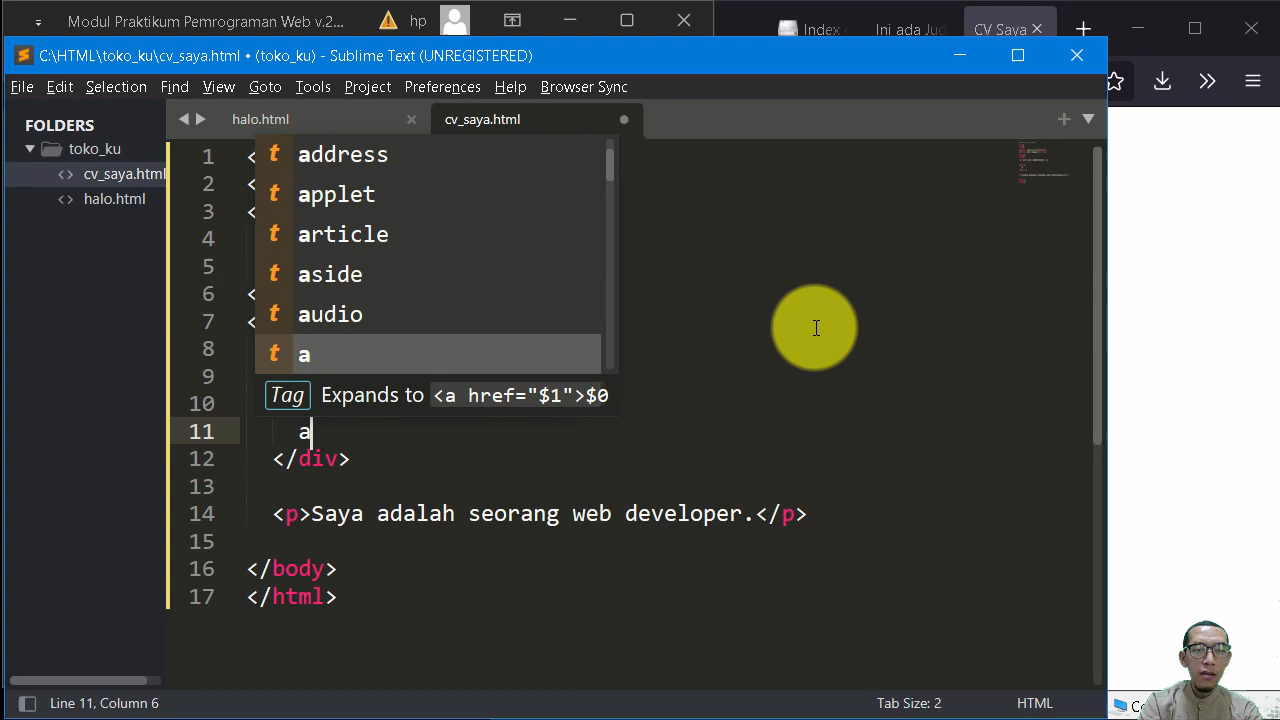 Modul Praktikum Pemrograman Web v.2...
hp
Index
Ini ada Jud
CV Saya
C:\HTML\toko_ku\cv_saya.html • (toko_ku) - Sublime Text (UNREGISTERED)
File Edit Selection Find View Goto Tools Project Preferences Help Browser Sync
FOLDERS
toko_ku
cv_saya.html
halo.html
halo.html
cv_saya.html
1 <
2 <
3 <
4
5
6 <
7 <
8
9
10
11 a
12 </div>
13
14 <p>Saya adalah seorang web developer.</p>
15
16 </body>
17 </html>
t address
t applet
t article
t aside
t audio
t a
Tag Expands to <a href="$1">$0
Line 11, Column 6
Tab Size: 2
HTML